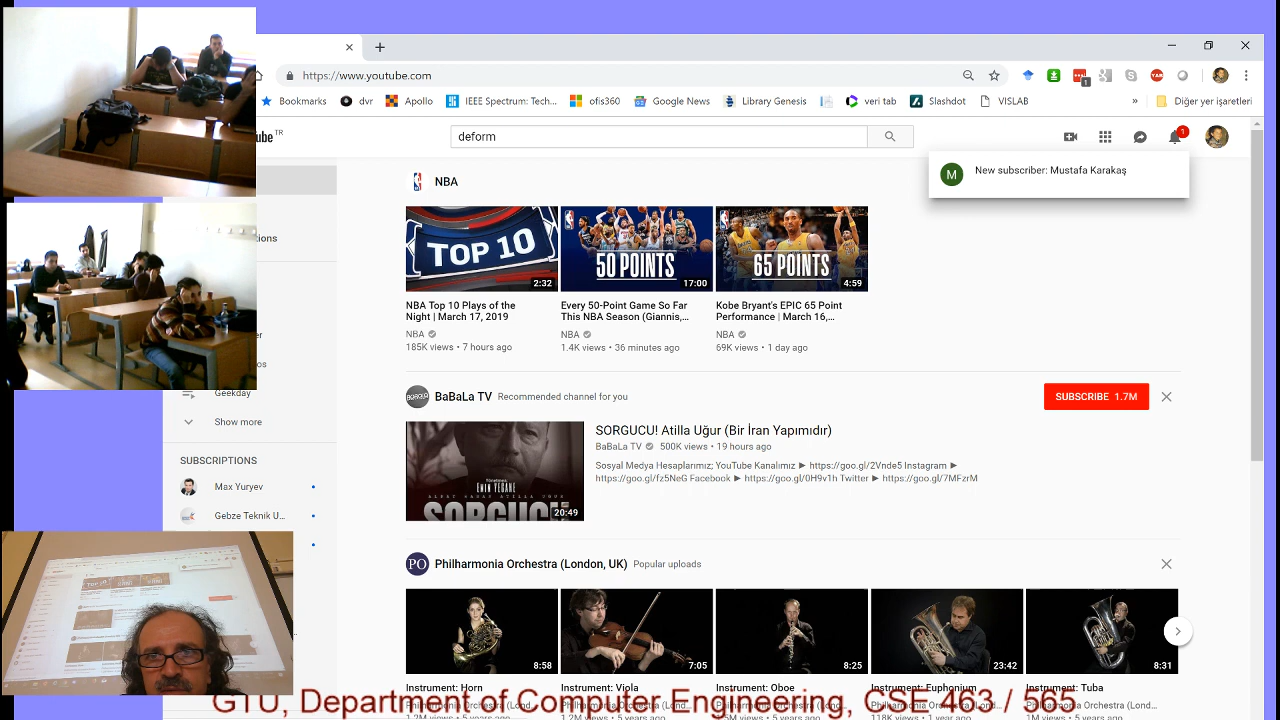 https://www.youtube.com
Bookmarks
dvr
Apollo
IEEE Spectrum: Tech...
ofis360
Google News
Library Genesis
veri tab
Slashdot
VISLAB
»
Diğer yer işaretleri
ube TR
deform
1
1
M
New subscriber: Mustafa Karakaş
NBA
TOP 10
2:32
50 POINTS
17:00
65 POINTS
4:59
NBA Top 10 Plays of the
Night | March 17, 2019
NBA
185K views • 7 hours ago
Every 50-Point Game So Far
This NBA Season (Giannis,...
NBA
1.4K views • 36 minutes ago
Kobe Bryant's EPIC 65 Point
Performance | March 16,...
NBA
69K views • 1 day ago
tions
Geekday
Show more
SUBSCRIPTIONS
Max Yuryev
Gebze Teknik U...
BaBaLa TV Recommended channel for you
SUBSCRIBE 1.7M
SORGUCU! Atilla Uğur (Bir İran Yapımıdır)
BaBaLa TV 500K views • 19 hours ago
Sosyal Medya Hesaplarımız; YouTube Kanalımız ► https://goo.gl/2Vnde5 Instagram ►
https://goo.gl/fz5NeG Facebook ► https://goo.gl/0H9v1h Twitter ► https://goo.gl/7MFzrM
SORGUCU
20:49
PO
Philharmonia Orchestra (London, UK) Popular uploads
8:58
7:05
8:25
23:42
8:31
Instrument: Horn
Instrument: Viola
Instrument: Oboe
Instrument: Euphonium
Instrument: Tuba
GTU, Department of Computer Engineering, CSE 463 / 565